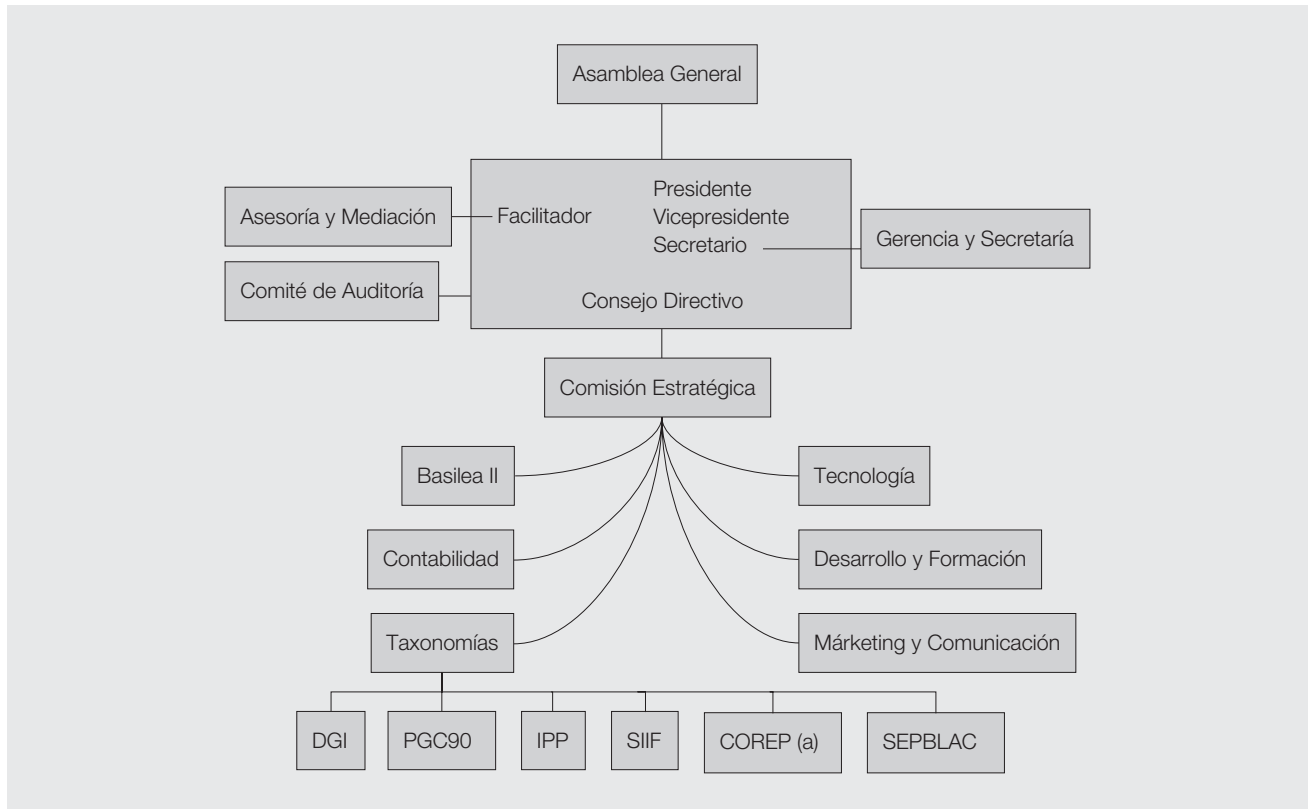 Asamblea General
Asesoría y Mediación
Facilitador
Presidente
Vicepresidente
Secretario
Gerencia y Secretaría
Comité de Auditoría
Consejo Directivo
Comisión Estratégica
Basilea II
Tecnología
Contabilidad
Desarrollo y Formación
Taxonomías
Márketing y Comunicación
DGI
PGC90
IPP
SIIF
COREP (a)
SEPBLAC